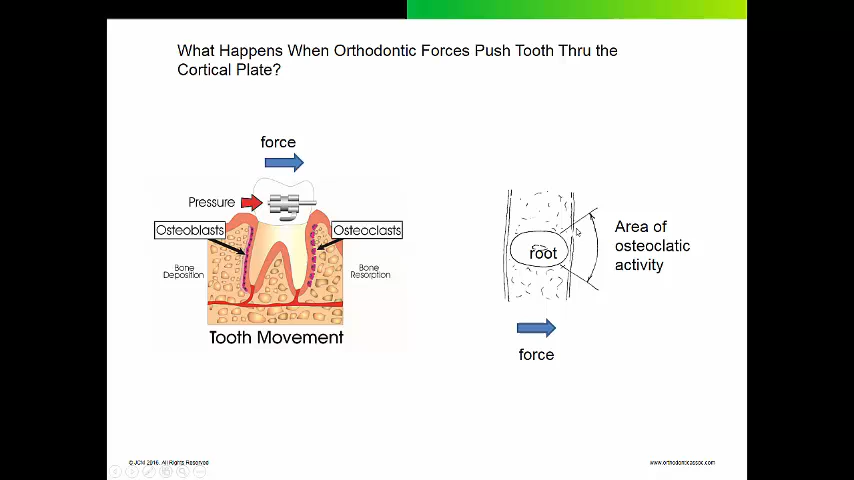 What Happens When Orthodontic Forces Push Tooth Thru the
Cortical Plate?
force
Pressure
Osteoblasts
Osteoclasts
Bone
Deposition
Bone
Resorption
Tooth Movement
root
Area of
osteoclatic
activity
force
© JCM 2016. All Rights Reserved
www.orthodonticassoc.com